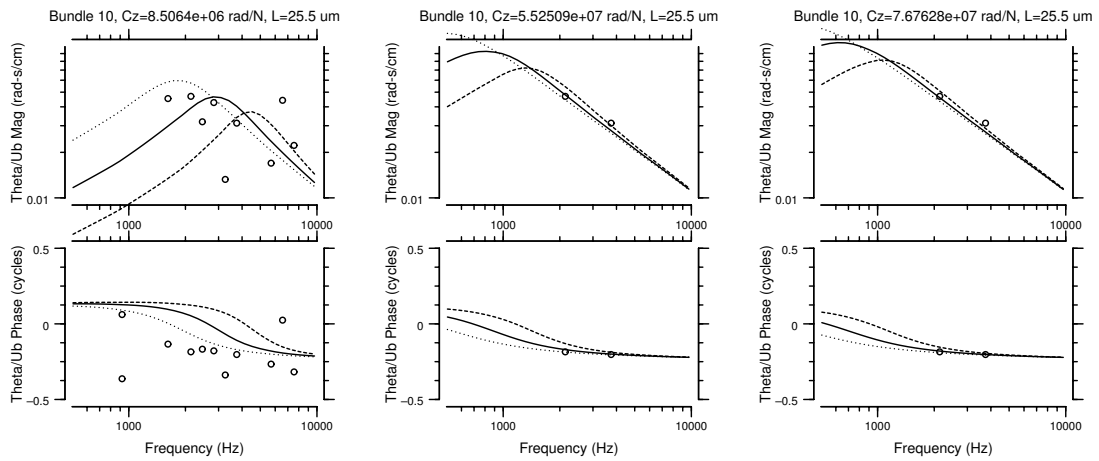 Bundle 10, Cz=8.5064e+06 rad/N, L=25.5 um
Theta/Ub Mag (rad-s/cm)
0.01
1000 10000
Theta/Ub Phase (cycles)
0.5
0
−0.5
1000 10000
Frequency (Hz)
Bundle 10, Cz=5.52509e+07 rad/N, L=25.5 um
Theta/Ub Mag (rad-s/cm)
0.01
1000 10000
Theta/Ub Phase (cycles)
0.5
0
−0.5
1000 10000
Frequency (Hz)
Bundle 10, Cz=7.67628e+07 rad/N, L=25.5 um
Theta/Ub Mag (rad-s/cm)
0.01
1000 10000
Theta/Ub Phase (cycles)
0.5
0
−0.5
1000 10000
Frequency (Hz)